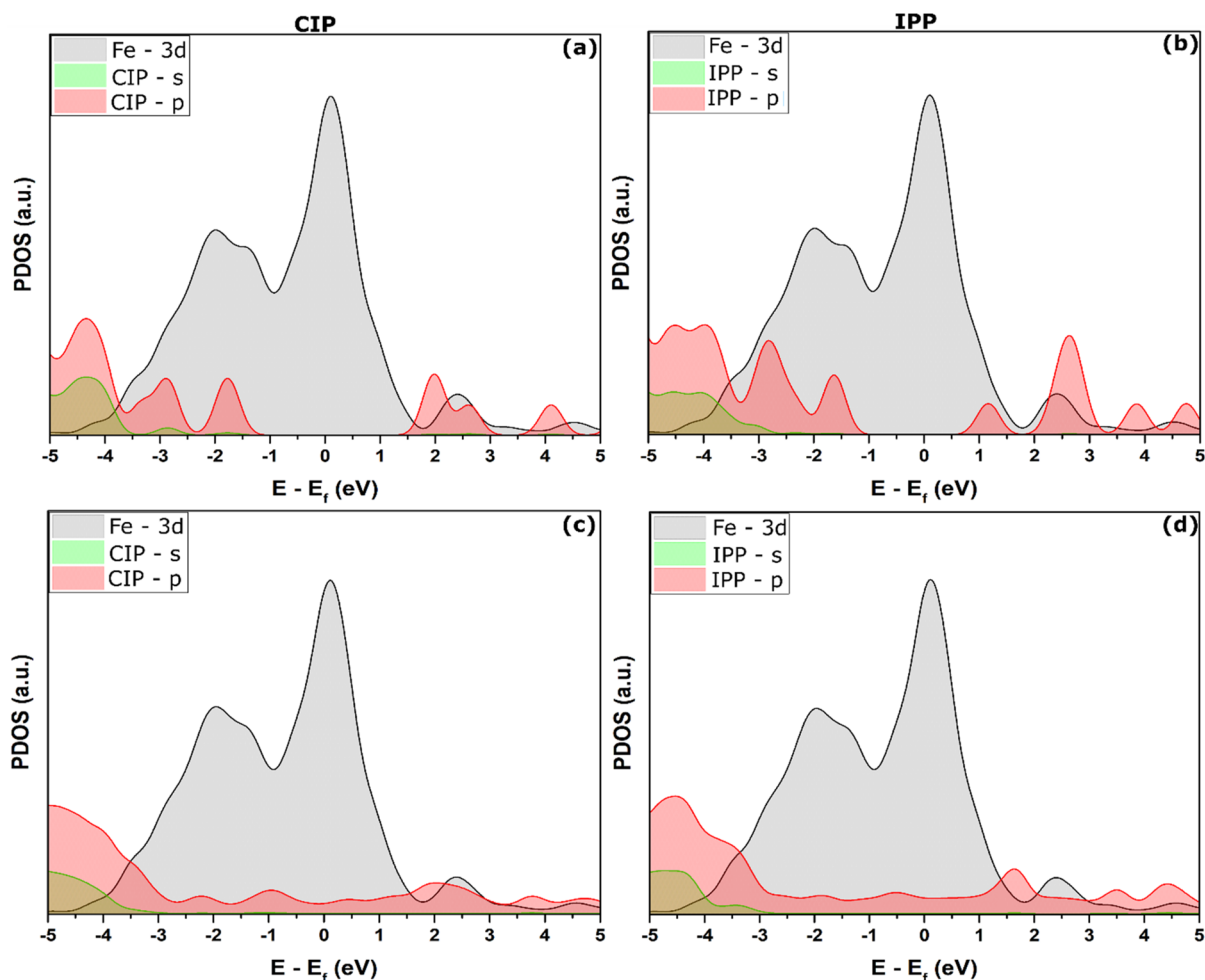 CIP
IPP
(a)
Fe - 3d
CIP - s
CIP - p
PDOS (a.u.)
-5 -4 -3 -2 -1 0 1 2 3 4 5
E - Ef (eV)
(b)
Fe - 3d
IPP - s
IPP - p
PDOS (a.u.)
-5 -4 -3 -2 -1 0 1 2 3 4 5
E - Ef (eV)
(c)
Fe - 3d
CIP - s
CIP - p
PDOS (a.u.)
-5 -4 -3 -2 -1 0 1 2 3 4 5
E - Ef (eV)
(d)
Fe - 3d
IPP - s
IPP - p
PDOS (a.u.)
-5 -4 -3 -2 -1 0 1 2 3 4 5
E - Ef (eV)